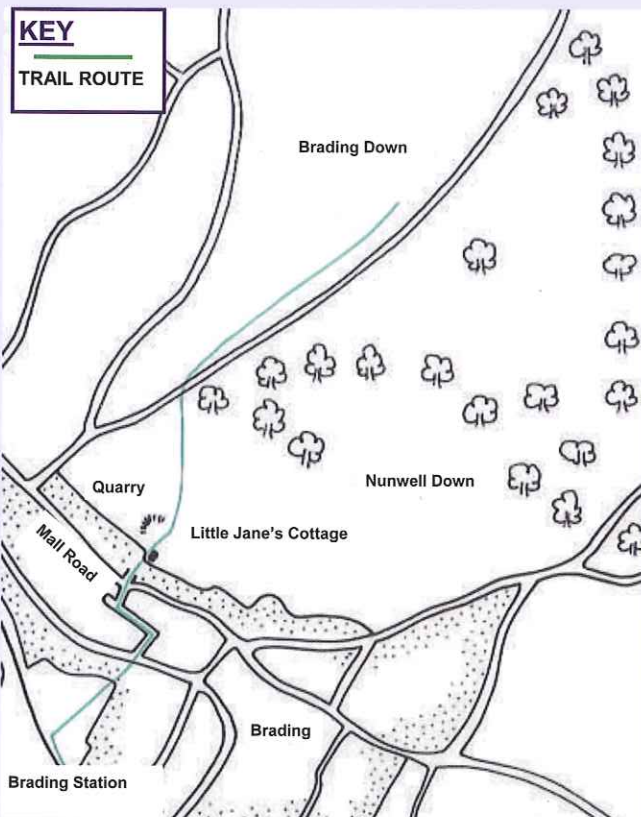 KEY
TRAIL ROUTE
Brading Down
Nunwell Down
Quarry
Little Jane's Cottage
Mall Road
Brading
Brading Station